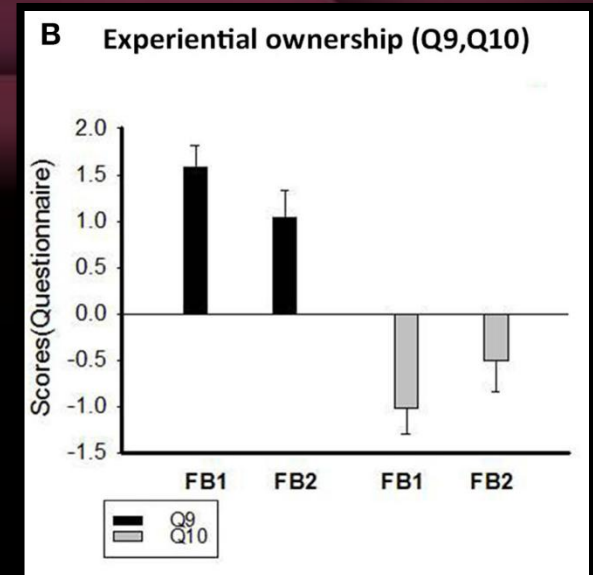 B Experiential ownership (Q9,Q10)
Scores(Questionnaire)
2.0
1.5
1.0
0.5
0.0
-0.5
-1.0
-1.5
FB1 FB2 FB1 FB2
Q9
Q10